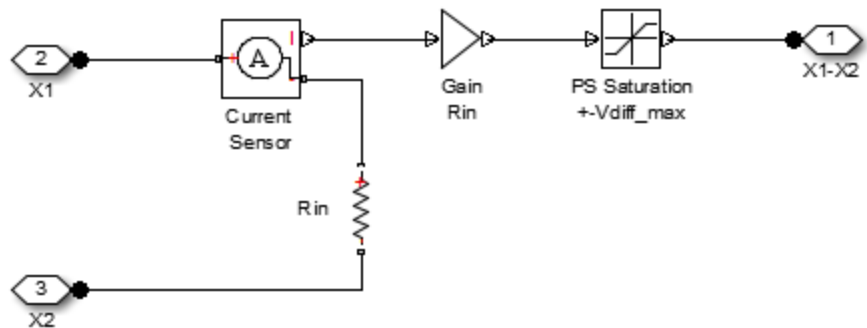 2
X1
A
I
+
Current
Sensor
Gain
Rin
PS Saturation
+-Vdiff_max
1
X1-X2
Rin
+
3
X2